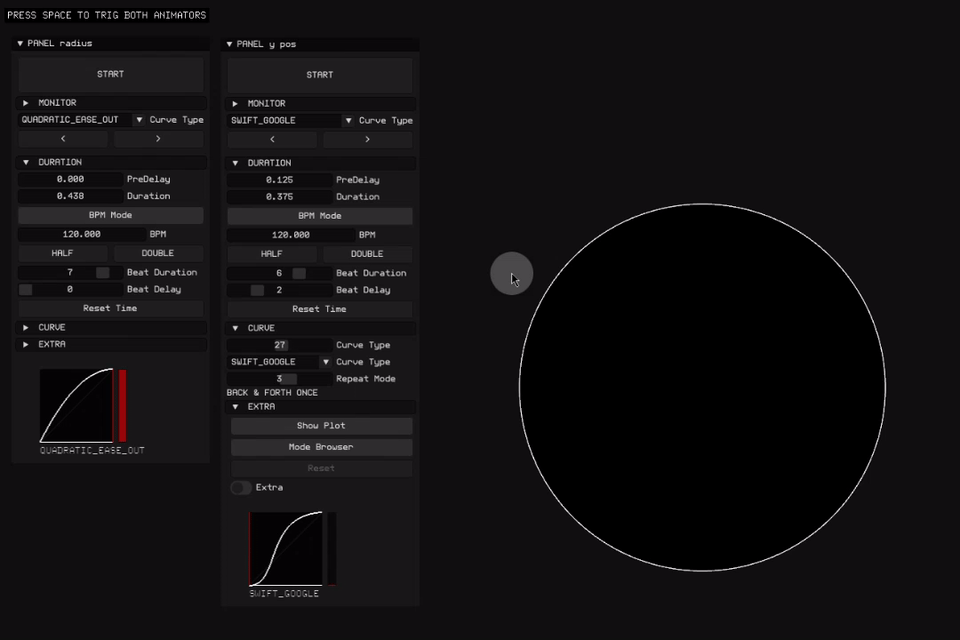 PRESS SPACE TO TRIG BOTH ANIMATORS
▼ PANEL radius
START
▶ MONITOR
QUADRATIC_EASE_OUT ▼ Curve Type
< >
▼ DURATION
0.000 PreDelay
0.438 Duration
BPM Mode
120.000 BPM
HALF DOUBLE
7 Beat Duration
0 Beat Delay
Reset Time
▶ CURVE
▶ EXTRA
QUADRATIC_EASE_OUT
▼ PANEL y pos
START
▶ MONITOR
SWIFT_GOOGLE ▼ Curve Type
< >
▼ DURATION
0.125 PreDelay
0.375 Duration
BPM Mode
120.000 BPM
HALF DOUBLE
6 Beat Duration
2 Beat Delay
Reset Time
▼ CURVE
27 Curve Type
SWIFT_GOOGLE ▼ Curve Type
3 Repeat Mode
BACK & FORTH ONCE
▼ EXTRA
Show Plot
Mode Browser
Reset
Extra
SWIFT_GOOGLE